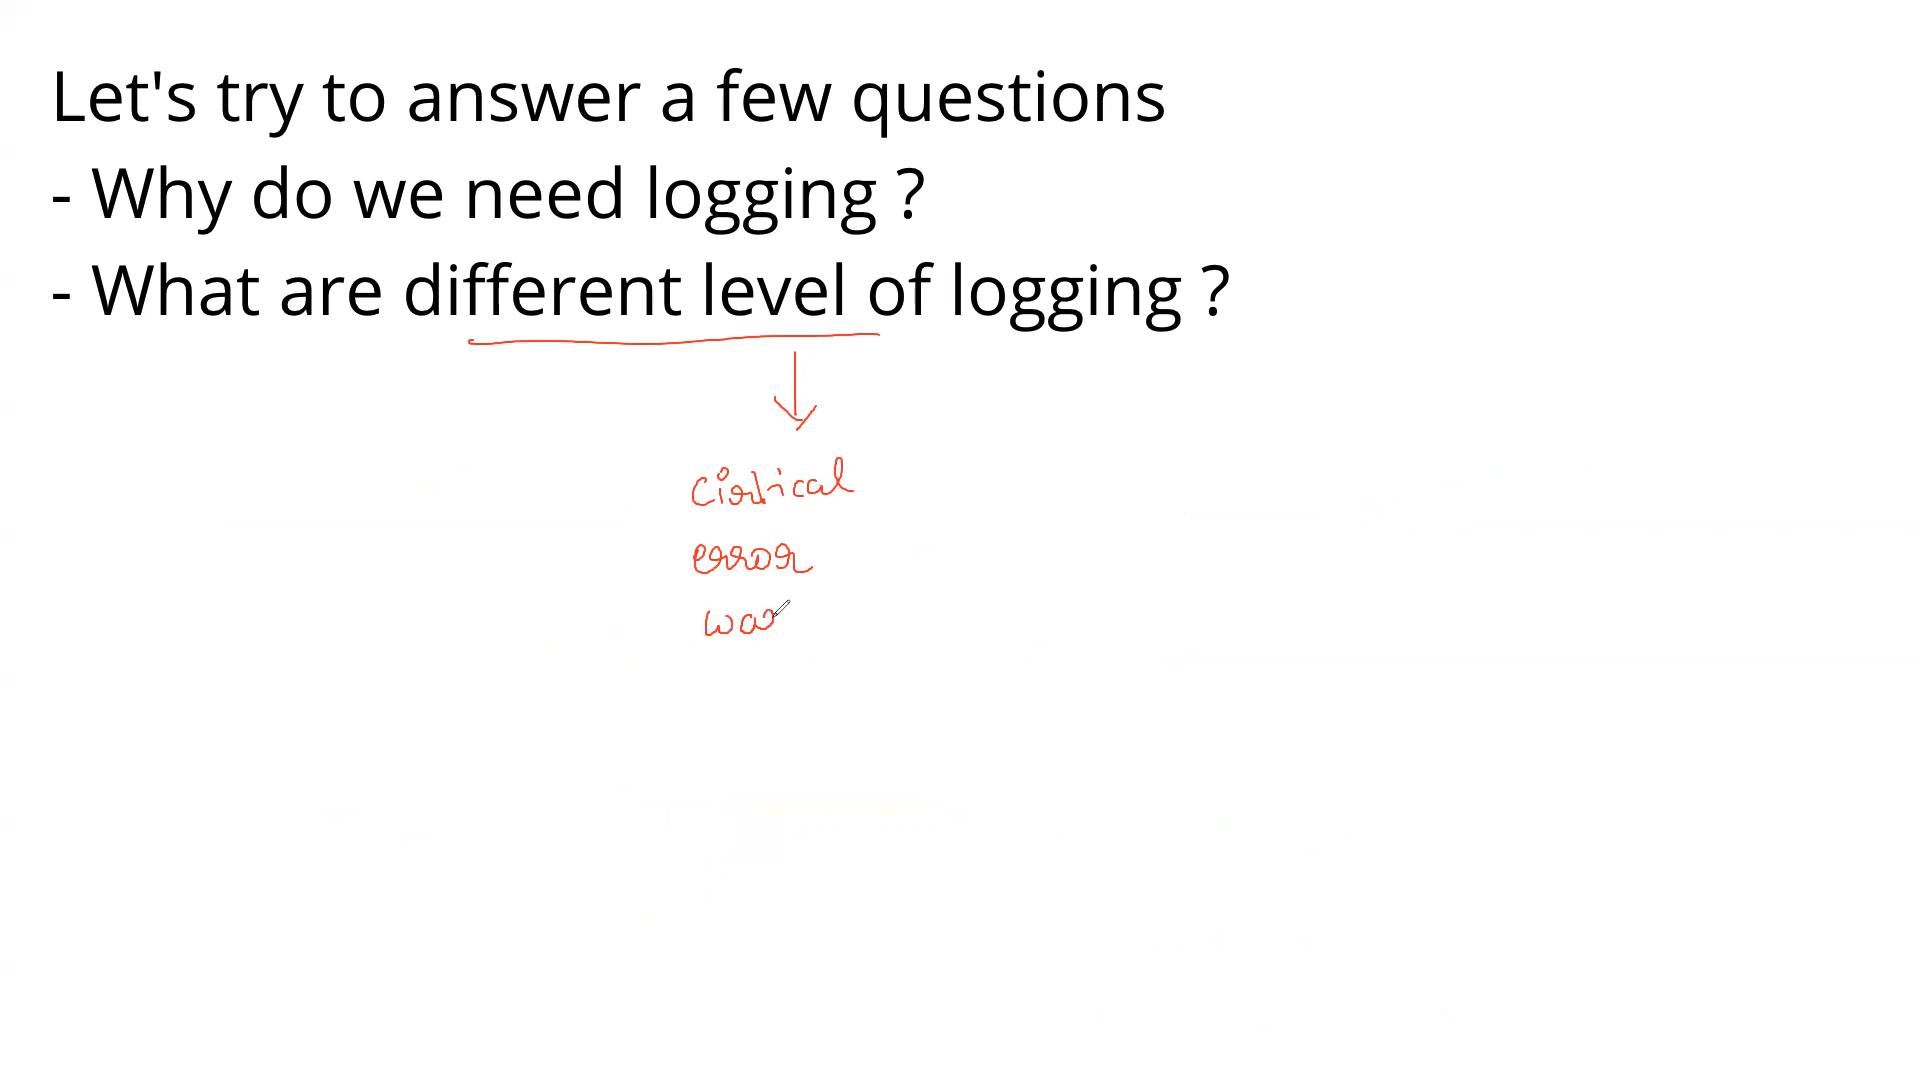 Let's try to answer a few questions
- Why do we need logging ?
- What are different level of logging ?
Ciritical
error
war